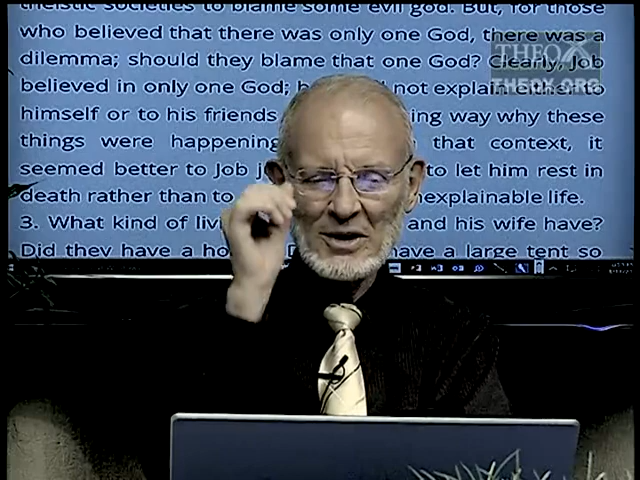 theistic societies to blame some evil god. But, for those
who believed that there was only one God, there was a
dilemma; should they blame that one God? Clearly, Job
believed in only one God; not explain either to
himself or to his friends way why these
things were happening that context, it
seemed better to Job to let him rest in
death rather than to inexplainable life.
3. What kind of and his wife have?
Did they have a have a large tent so
THEOX
THEOX.ORG